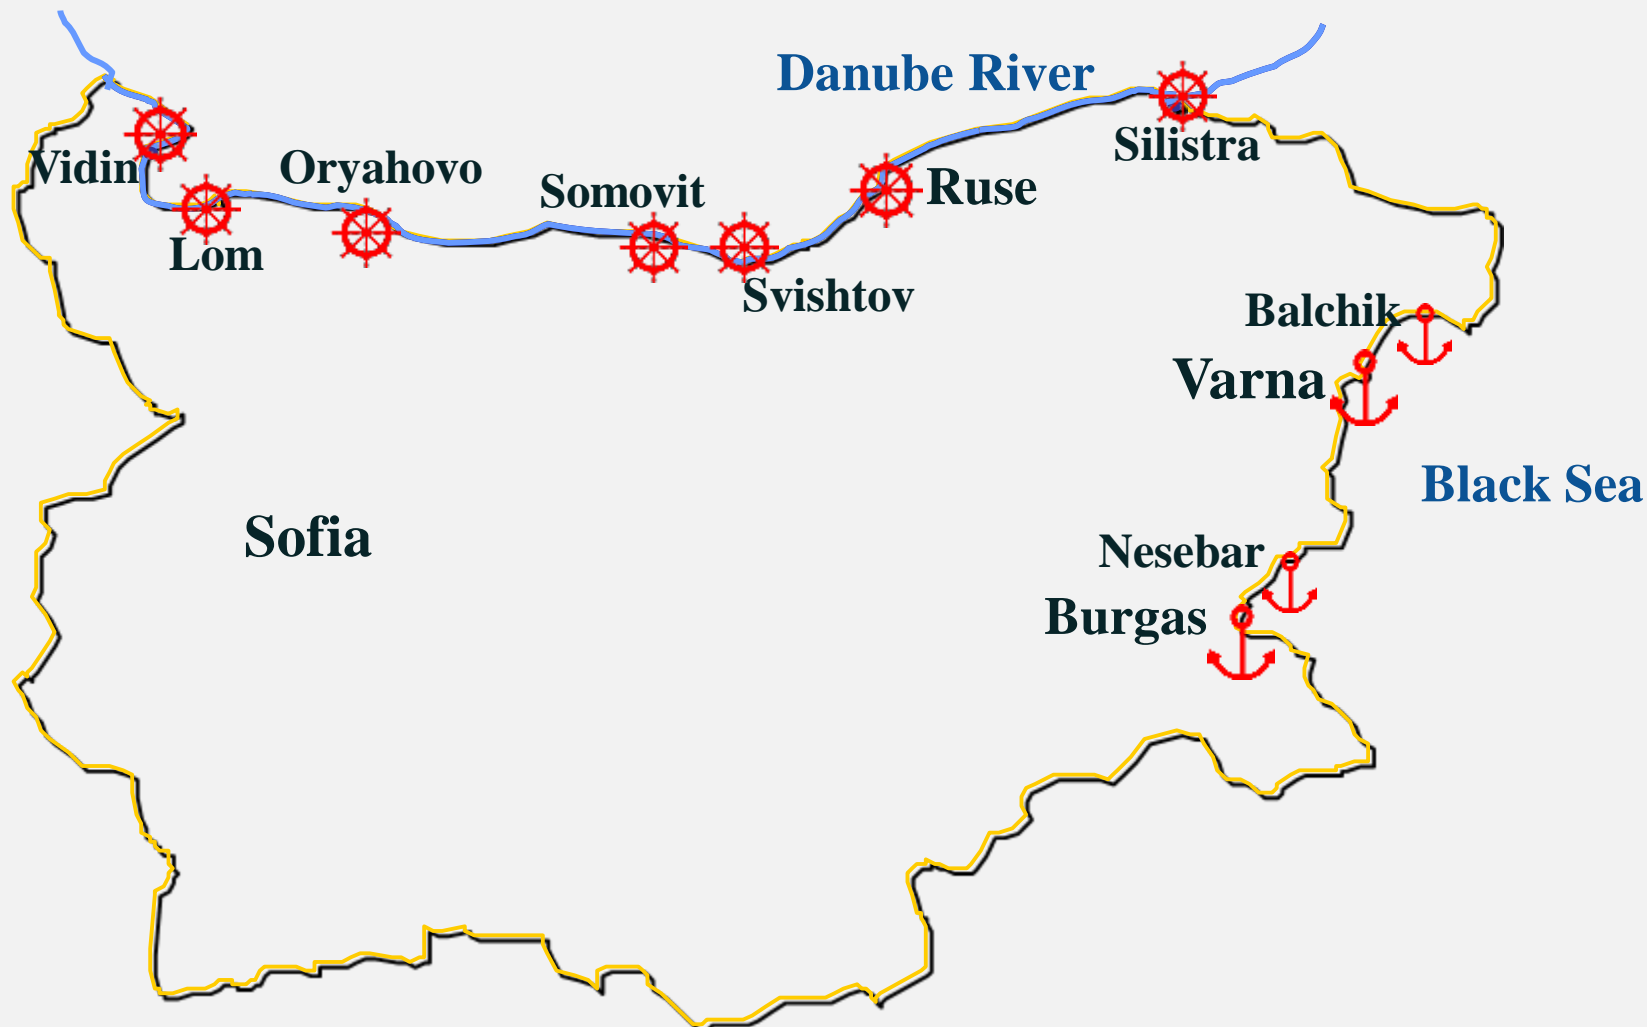 Danube River
Silistra
Vidin
Oryahovo
Somovit
Ruse
Lom
Svishtov
Balchik
Varna
Black Sea
Sofia
Nesebar
Burgas